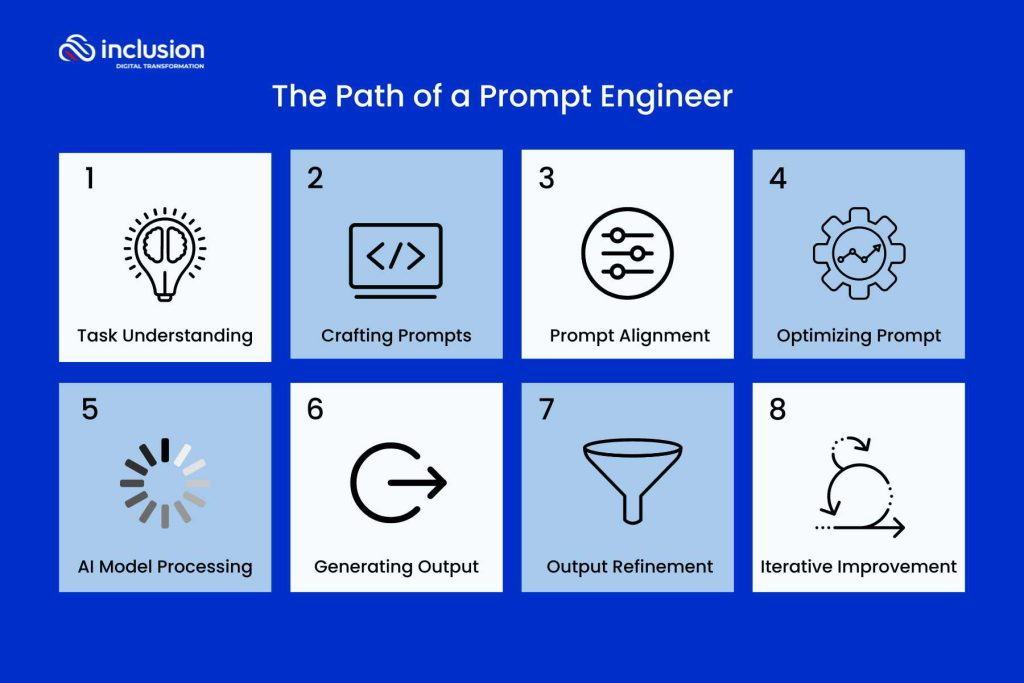 inclusion
DIGITAL TRANSFORMATION
The Path of a Prompt Engineer
1
Task Understanding
2
</>
Crafting Prompts
3
Prompt Alignment
4
Optimizing Prompt
5
AI Model Processing
6
Generating Output
7
Output Refinement
8
Iterative Improvement